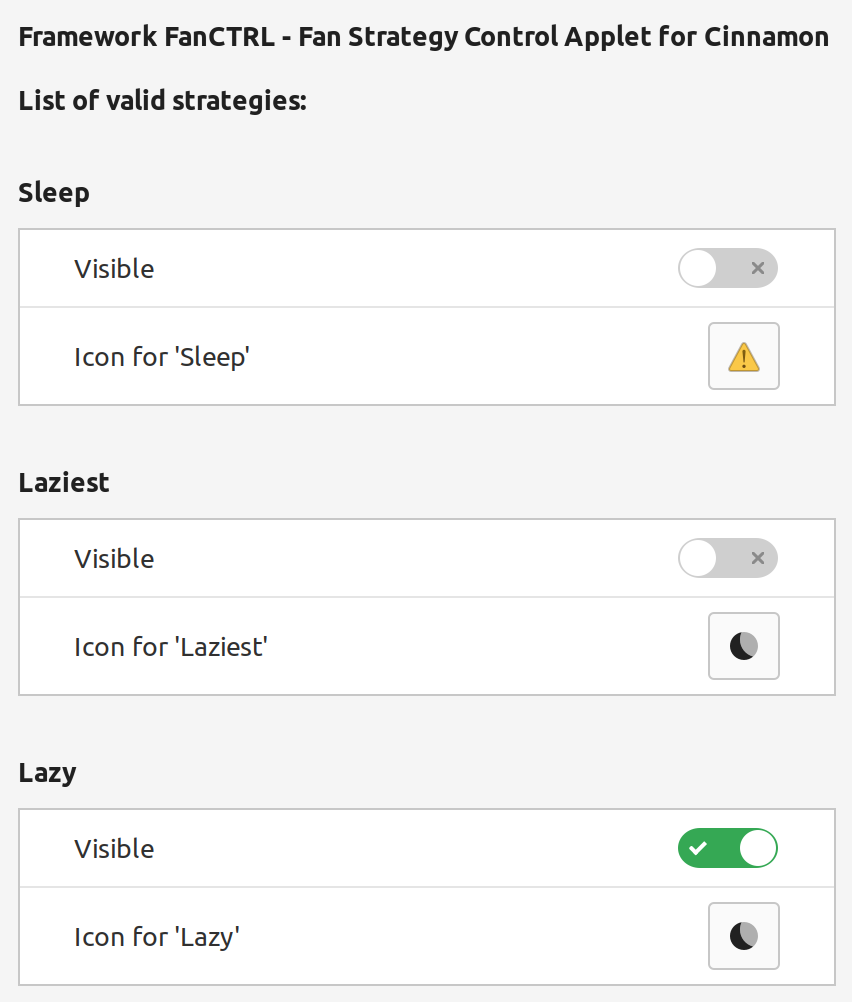 Framework FanCTRL - Fan Strategy Control Applet for Cinnamon
List of valid strategies:
Sleep
Visible
Icon for 'Sleep'
Laziest
Visible
Icon for 'Laziest'
Lazy
Visible
Icon for 'Lazy'